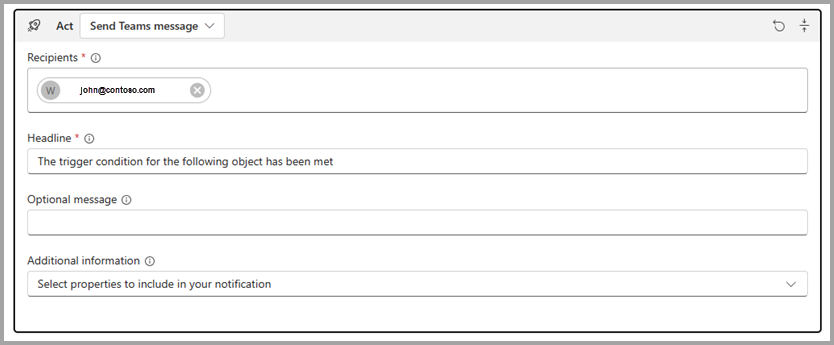 Act Send Teams message
Recipients *
W john@contoso.com
Headline *
The trigger condition for the following object has been met
Optional message
Additional information
Select properties to include in your notification